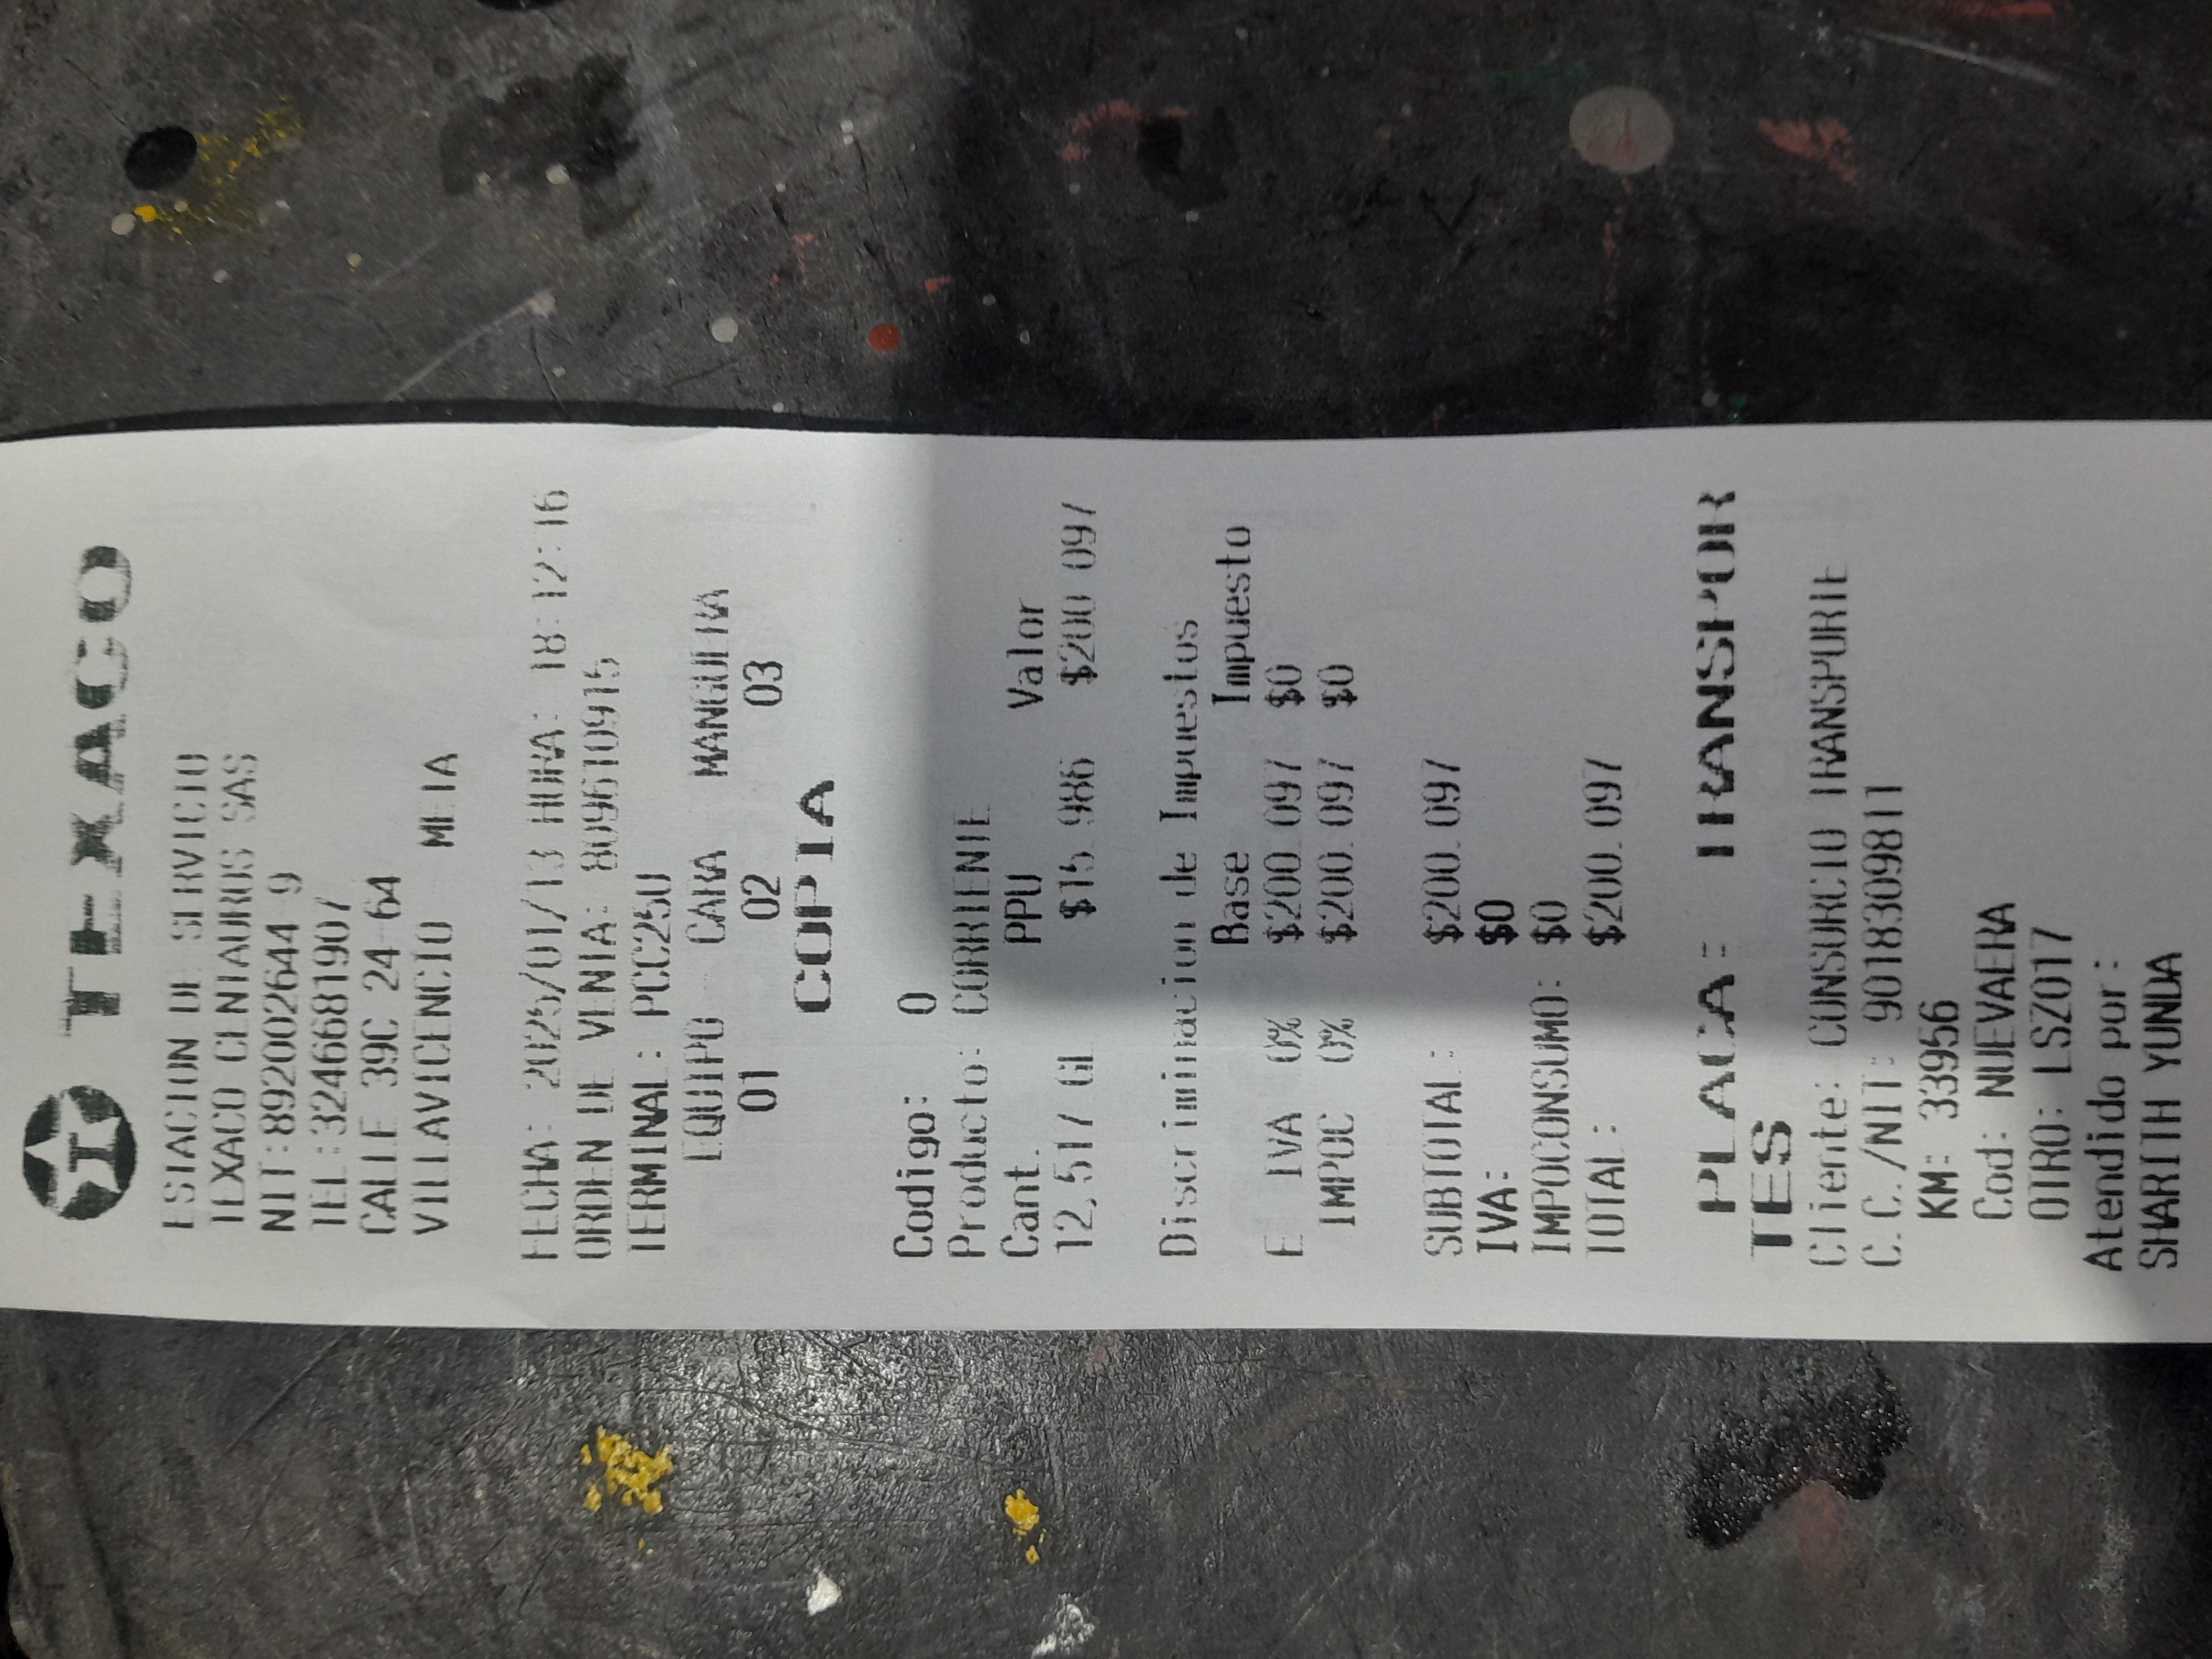 TEXACO
ESTACION DE SERVICIO
TEXACO CENTAUROS SAS
NIT:892002644-9
TEL:3246681907
CALLE 39C 24-64
VILLAVICENCIO META
FECHA: 2025/01/13 HORA: 18:12:16
ORDEN DE VENTA: 8096109915
TERMINAL: PCC250
EQUIPO CARA MANGUERA
01 02 03
COPIA
Codigo: 0
Producto: CORRIENTE
Cant. PPU Valor
12,517 GL $15.986 $200.097
Discriminacion de Impuestos
Base Impuesto
E IVA 0% $200.097 $0
IMPOC 0% $200.097 $0
SUBTOTAL: $200.097
IVA: $0
IMPOCONSUMO: $0
TOTAL: $200.097
PLACA: TRANSPOR
TES
Cliente: CONSORCIO TRANSPORTE
C.C./NIT: 9018309811
KM: 33956
Cod: NUEVAERA
OTRO: LSZ017
Atendido por:
SHARITH YUNDA